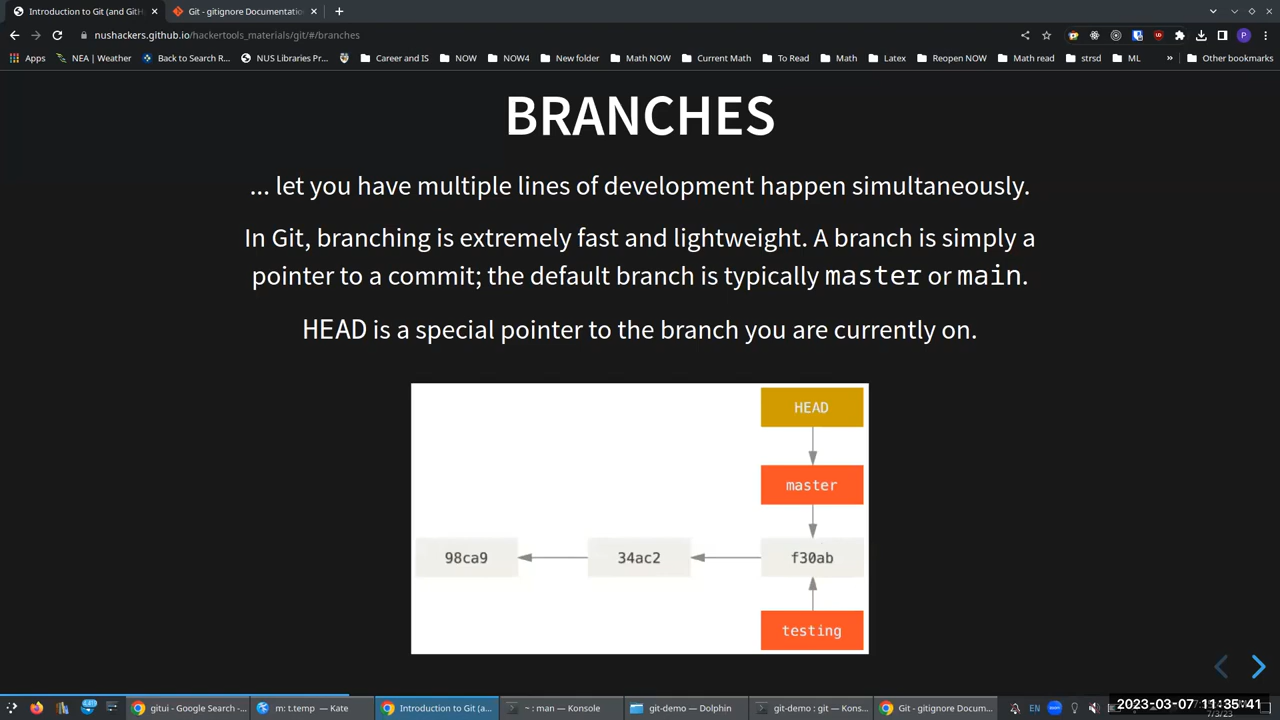 Introduction to Git (and GitH
Git - gitignore Documentatio
nushackers.github.io/hackertools_materials/git/#/branches
Apps
NEA | Weather
Back to Search R...
NUS Libraries Pr...
Career and IS
NOW
NOW4
New folder
Math NOW
Current Math
To Read
Math
Latex
Reopen NOW
Math read
strsd
ML
»
Other bookmarks
BRANCHES
... let you have multiple lines of development happen simultaneously.
In Git, branching is extremely fast and lightweight. A branch is simply a
pointer to a commit; the default branch is typically master or main.
HEAD is a special pointer to the branch you are currently on.
HEAD
master
98ca9
34ac2
f30ab
testing
gitui - Google Search -...
m: t.temp — Kate
Introduction to Git (a...
~ : man — Konsole
git-demo — Dolphin
git-demo : git — Kons...
Git - gitignore Docum...
EN
2023-03-07 11:35:41
7/3/23